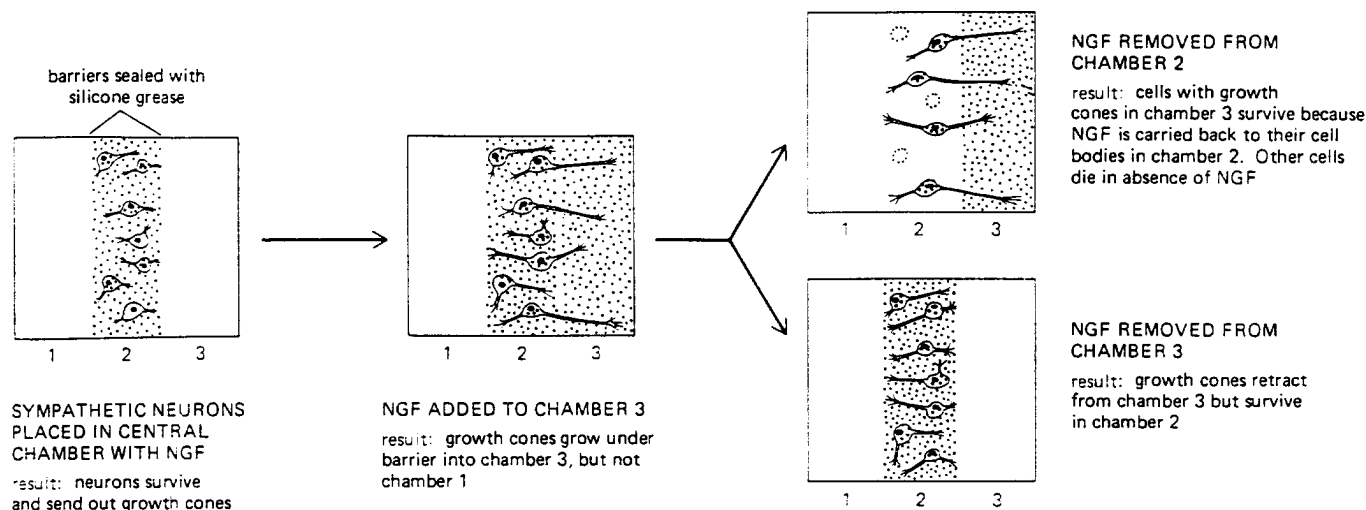 barriers sealed with
silicone grease
1 2 3
SYMPATHETIC NEURONS
PLACED IN CENTRAL
CHAMBER WITH NGF
result: neurons survive
and send out growth cones
1 2 3
NGF ADDED TO CHAMBER 3
result: growth cones grow under
barrier into chamber 3, but not
chamber 1
1 2 3
NGF REMOVED FROM
CHAMBER 2
result: cells with growth
cones in chamber 3 survive because
NGF is carried back to their cell
bodies in chamber 2. Other cells
die in absence of NGF
1 2 3
NGF REMOVED FROM
CHAMBER 3
result: growth cones retract
from chamber 3 but survive
in chamber 2